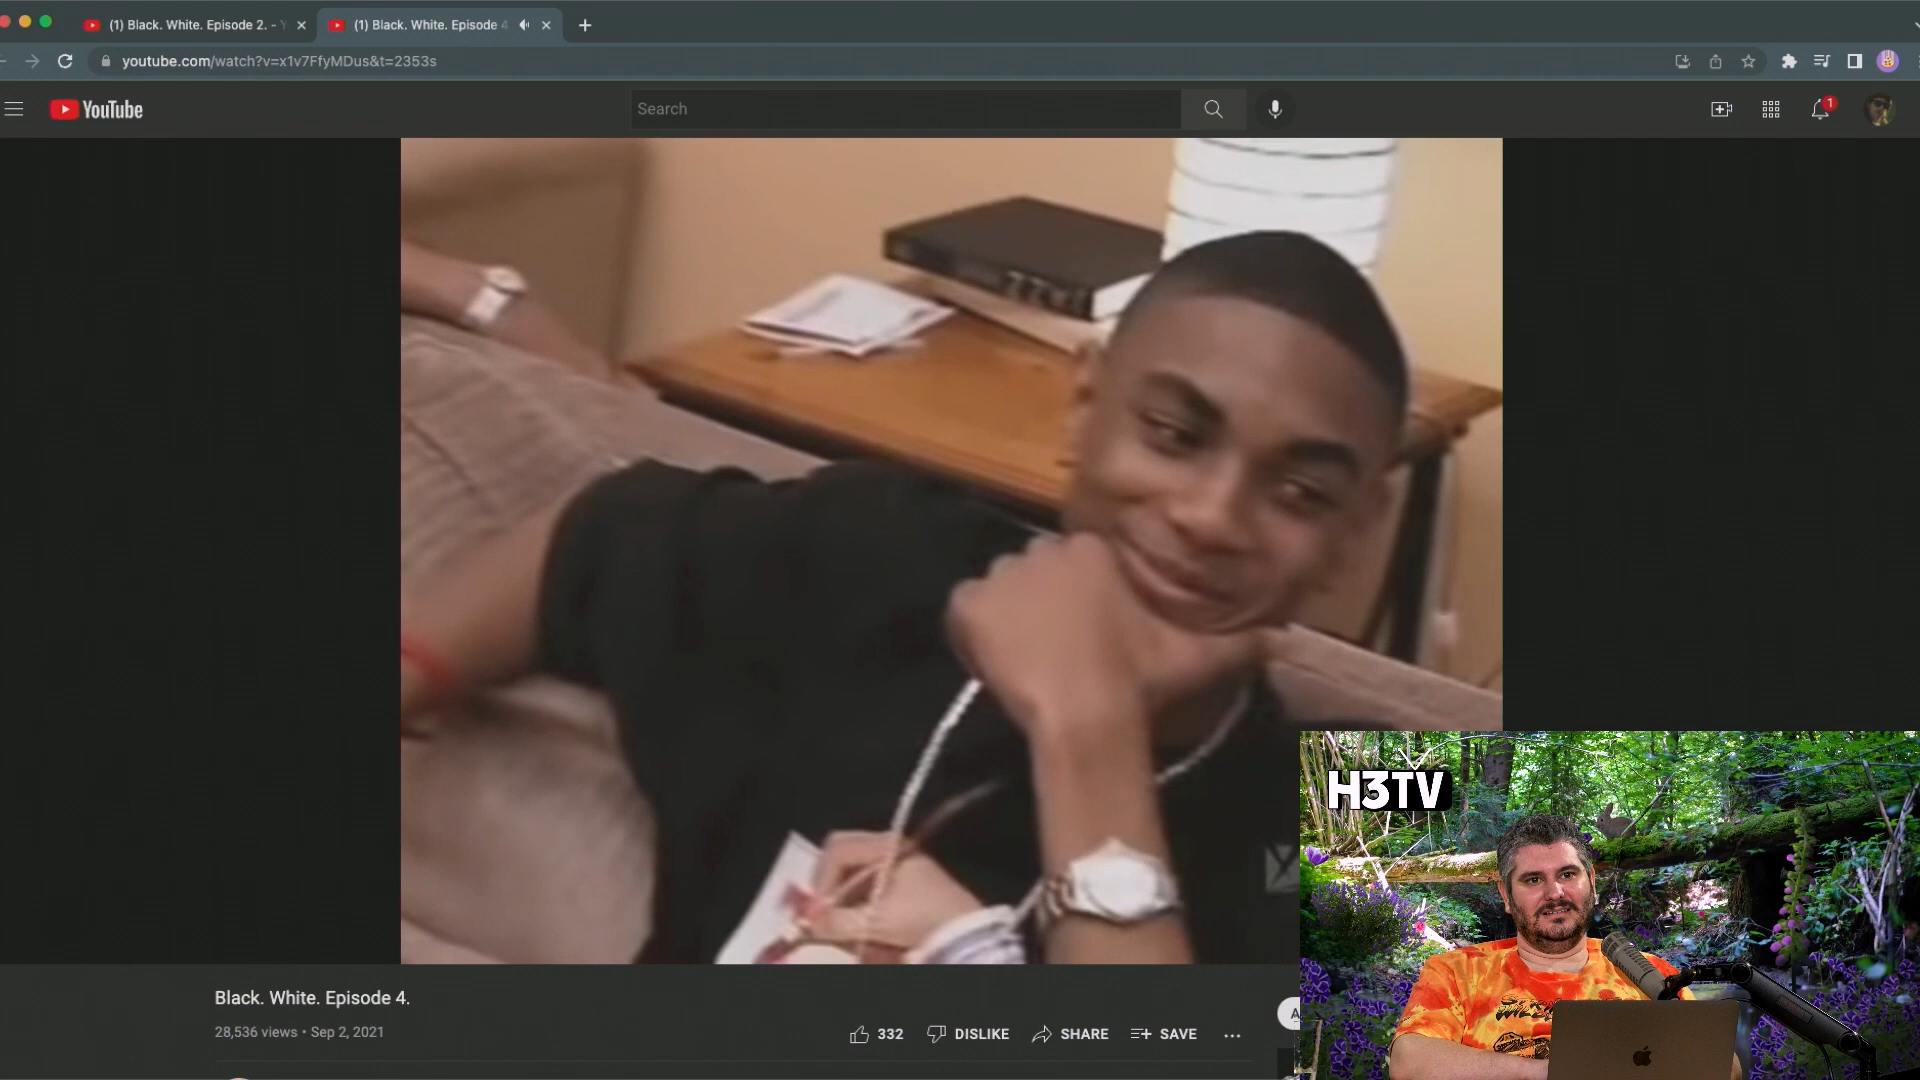 (1) Black. White. Episode 2. - Y
(1) Black. White. Episode 4
youtube.com/watch?v=x1v7FfyMDus&t=2353s
YouTube
Search
1
H3TV
Black. White. Episode 4.
28,536 views • Sep 2, 2021
332
DISLIKE
SHARE
SAVE